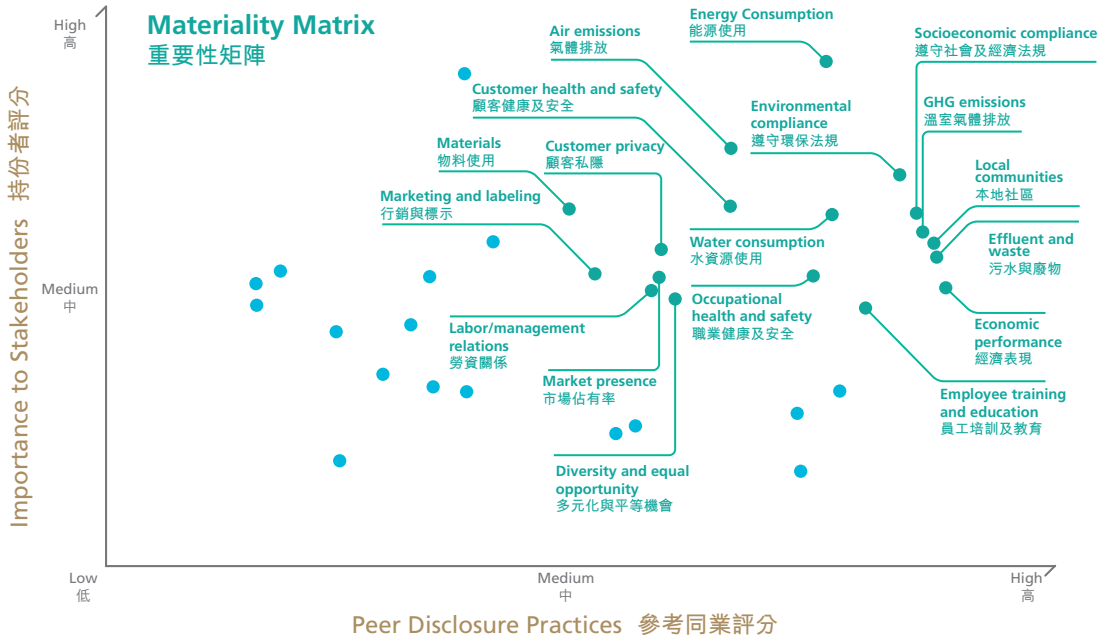 Materiality Matrix
重要性矩陣
High
高
Importance to Stakeholders 持份者評分
Medium
中
Low
低
Medium
中
High
高
Peer Disclosure Practices 參考同業評分
Energy Consumption
能源使用
Air emissions
氣體排放
Socioeconomic compliance
遵守社會及經濟法規
Customer health and safety
顧客健康及安全
Environmental
compliance
遵守環保法規
GHG emissions
溫室氣體排放
Materials
物料使用
Customer privacy
顧客私隱
Local
communities
本地社區
Marketing and labeling
行銷與標示
Water consumption
水資源使用
Effluent and
waste
污水與廢物
Occupational
health and safety
職業健康及安全
Labor/management
relations
勞資關係
Economic
performance
經濟表現
Market presence
市場佔有率
Employee training
and education
員工培訓及教育
Diversity and equal
opportunity
多元化與平等機會